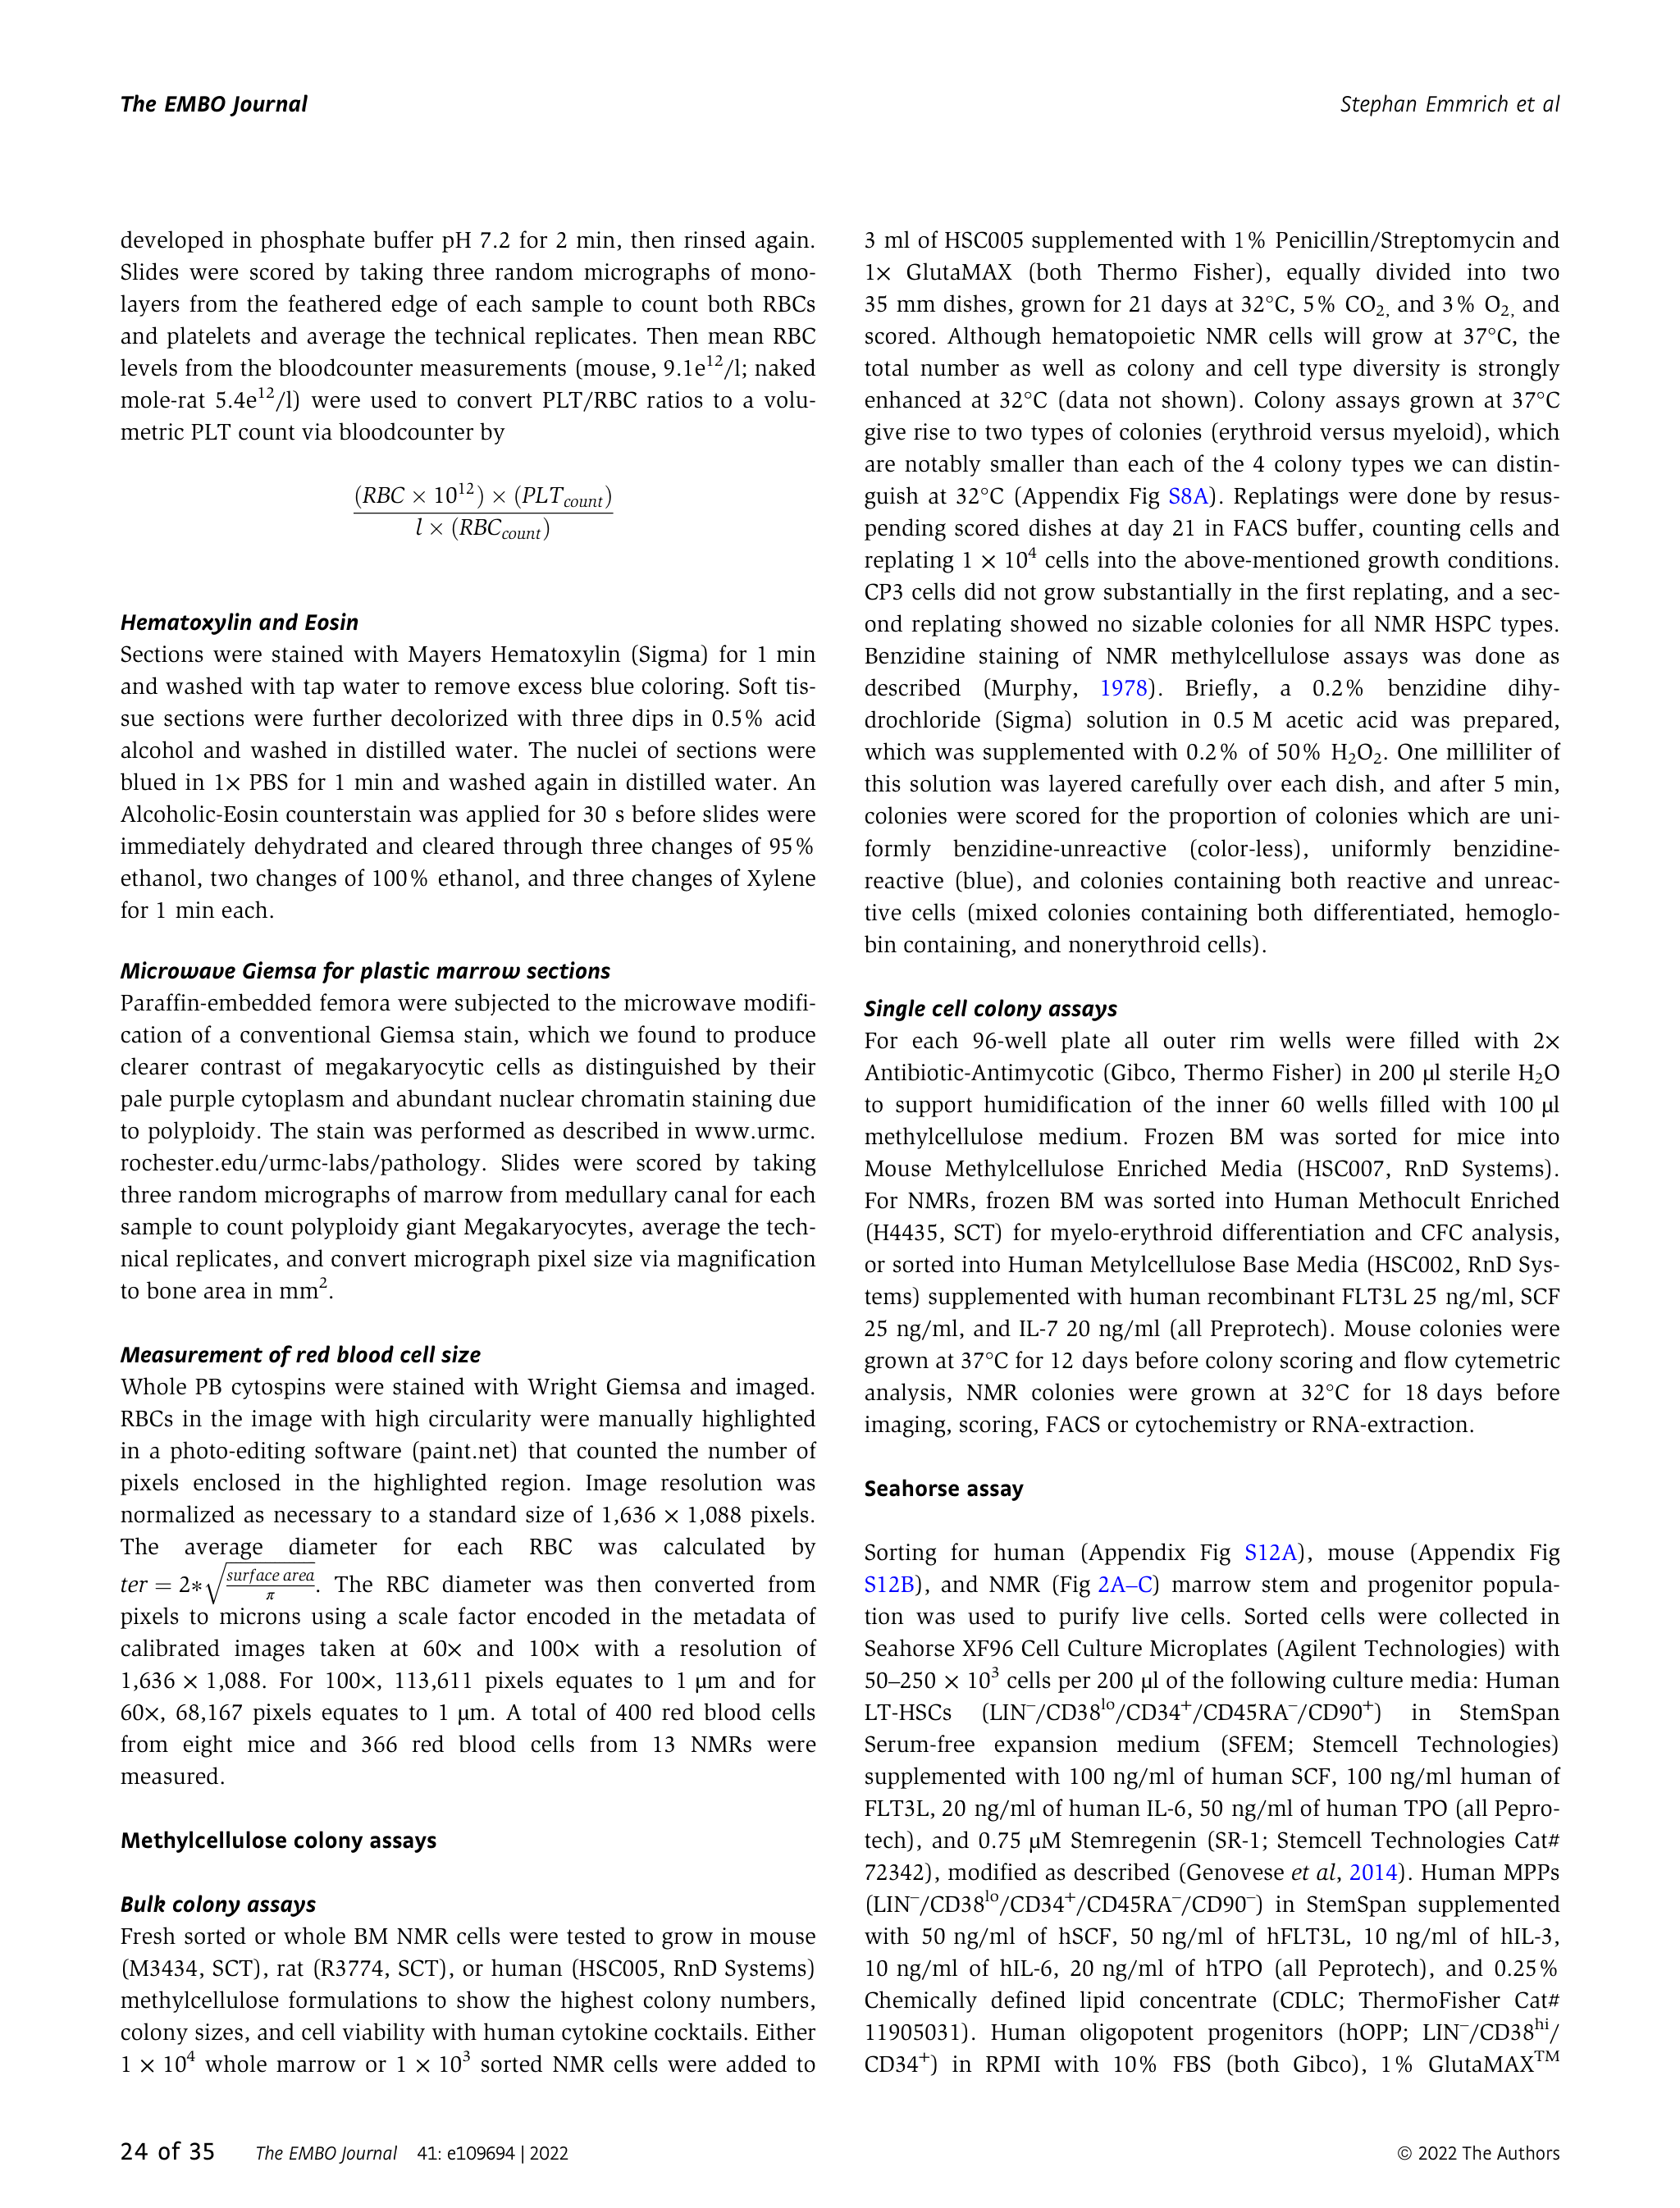 The EMBO Journal
Stephan Emmrich et al
developed in phosphate buffer pH 7.2 for 2 min, then rinsed again.
Slides were scored by taking three random micrographs of mono-
layers from the feathered edge of each sample to count both RBCs
and platelets and average the technical replicates. Then mean RBC
levels from the bloodcounter measurements (mouse, 9.1e¹²/l; naked
mole-rat 5.4e¹²/l) were used to convert PLT/RBC ratios to a volu-
metric PLT count via bloodcounter by
(RBC × 10¹²) × (PLTcount)
l × (RBCcount)
Hematoxylin and Eosin
Sections were stained with Mayers Hematoxylin (Sigma) for 1 min
and washed with tap water to remove excess blue coloring. Soft tis-
sue sections were further decolorized with three dips in 0.5% acid
alcohol and washed in distilled water. The nuclei of sections were
blued in 1× PBS for 1 min and washed again in distilled water. An
Alcoholic-Eosin counterstain was applied for 30 s before slides were
immediately dehydrated and cleared through three changes of 95%
ethanol, two changes of 100% ethanol, and three changes of Xylene
for 1 min each.
Microwave Giemsa for plastic marrow sections
Paraffin-embedded femora were subjected to the microwave modifi-
cation of a conventional Giemsa stain, which we found to produce
clearer contrast of megakaryocytic cells as distinguished by their
pale purple cytoplasm and abundant nuclear chromatin staining due
to polyploidy. The stain was performed as described in www.urmc.
rochester.edu/urmc-labs/pathology. Slides were scored by taking
three random micrographs of marrow from medullary canal for each
sample to count polyploidy giant Megakaryocytes, average the tech-
nical replicates, and convert micrograph pixel size via magnification
to bone area in mm².
Measurement of red blood cell size
Whole PB cytospins were stained with Wright Giemsa and imaged.
RBCs in the image with high circularity were manually highlighted
in a photo-editing software (paint.net) that counted the number of
pixels enclosed in the highlighted region. Image resolution was
normalized as necessary to a standard size of 1,636 × 1,088 pixels.
The average diameter for each RBC was calculated by
ter = 2*√(surface area/π). The RBC diameter was then converted from
pixels to microns using a scale factor encoded in the metadata of
calibrated images taken at 60× and 100× with a resolution of
1,636 × 1,088. For 100×, 113,611 pixels equates to 1 μm and for
60×, 68,167 pixels equates to 1 μm. A total of 400 red blood cells
from eight mice and 366 red blood cells from 13 NMRs were
measured.
Methylcellulose colony assays
Bulk colony assays
Fresh sorted or whole BM NMR cells were tested to grow in mouse
(M3434, SCT), rat (R3774, SCT), or human (HSC005, RnD Systems)
methylcellulose formulations to show the highest colony numbers,
colony sizes, and cell viability with human cytokine cocktails. Either
1 × 10⁴ whole marrow or 1 × 10³ sorted NMR cells were added to
3 ml of HSC005 supplemented with 1% Penicillin/Streptomycin and
1× GlutaMAX (both Thermo Fisher), equally divided into two
35 mm dishes, grown for 21 days at 32°C, 5% CO₂, and 3% O₂, and
scored. Although hematopoietic NMR cells will grow at 37°C, the
total number as well as colony and cell type diversity is strongly
enhanced at 32°C (data not shown). Colony assays grown at 37°C
give rise to two types of colonies (erythroid versus myeloid), which
are notably smaller than each of the 4 colony types we can distin-
guish at 32°C (Appendix Fig S8A). Replatings were done by resus-
pending scored dishes at day 21 in FACS buffer, counting cells and
replating 1 × 10⁴ cells into the above-mentioned growth conditions.
CP3 cells did not grow substantially in the first replating, and a sec-
ond replating showed no sizable colonies for all NMR HSPC types.
Benzidine staining of NMR methylcellulose assays was done as
described (Murphy, 1978). Briefly, a 0.2% benzidine dihy-
drochloride (Sigma) solution in 0.5 M acetic acid was prepared,
which was supplemented with 0.2% of 50% H₂O₂. One milliliter of
this solution was layered carefully over each dish, and after 5 min,
colonies were scored for the proportion of colonies which are uni-
formly benzidine-unreactive (color-less), uniformly benzidine-
reactive (blue), and colonies containing both reactive and unreac-
tive cells (mixed colonies containing both differentiated, hemoglo-
bin containing, and nonerythroid cells).
Single cell colony assays
For each 96-well plate all outer rim wells were filled with 2×
Antibiotic-Antimycotic (Gibco, Thermo Fisher) in 200 μl sterile H₂O
to support humidification of the inner 60 wells filled with 100 μl
methylcellulose medium. Frozen BM was sorted for mice into
Mouse Methylcellulose Enriched Media (HSC007, RnD Systems).
For NMRs, frozen BM was sorted into Human Methocult Enriched
(H4435, SCT) for myelo-erythroid differentiation and CFC analysis,
or sorted into Human Metylcellulose Base Media (HSC002, RnD Sys-
tems) supplemented with human recombinant FLT3L 25 ng/ml, SCF
25 ng/ml, and IL-7 20 ng/ml (all Preprotech). Mouse colonies were
grown at 37°C for 12 days before colony scoring and flow cytemetric
analysis, NMR colonies were grown at 32°C for 18 days before
imaging, scoring, FACS or cytochemistry or RNA-extraction.
Seahorse assay
Sorting for human (Appendix Fig S12A), mouse (Appendix Fig
S12B), and NMR (Fig 2A–C) marrow stem and progenitor popula-
tion was used to purify live cells. Sorted cells were collected in
Seahorse XF96 Cell Culture Microplates (Agilent Technologies) with
50–250 × 10³ cells per 200 μl of the following culture media: Human
LT-HSCs (LIN⁻/CD38ˡᵒ/CD34⁺/CD45RA⁻/CD90⁺) in StemSpan
Serum-free expansion medium (SFEM; Stemcell Technologies)
supplemented with 100 ng/ml of human SCF, 100 ng/ml human of
FLT3L, 20 ng/ml of human IL-6, 50 ng/ml of human TPO (all Pepro-
tech), and 0.75 μM Stemregenin (SR-1; Stemcell Technologies Cat#
72342), modified as described (Genovese et al, 2014). Human MPPs
(LIN⁻/CD38ˡᵒ/CD34⁺/CD45RA⁻/CD90⁻) in StemSpan supplemented
with 50 ng/ml of hSCF, 50 ng/ml of hFLT3L, 10 ng/ml of hIL-3,
10 ng/ml of hIL-6, 20 ng/ml of hTPO (all Peprotech), and 0.25%
Chemically defined lipid concentrate (CDLC; ThermoFisher Cat#
11905031). Human oligopotent progenitors (hOPP; LIN⁻/CD38ʰⁱ/
CD34⁺) in RPMI with 10% FBS (both Gibco), 1% GlutaMAX™
24 of 35 The EMBO Journal 41: e109694 | 2022
© 2022 The Authors